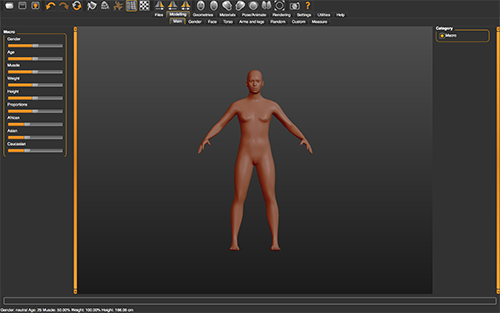 Files Modelling Geometries Materials Pose/Animate Rendering Settings Utilities Help
Main Gender Face Torso Arms and legs Random Custom Measure
Macro
Gender
Age
Muscle
Weight
Height
Proportions
African
Asian
Caucasian
Category
Macro
Gender: neutral Age: 25 Muscle: 50.00% Weight: 100.00% Height: 168.38 cm